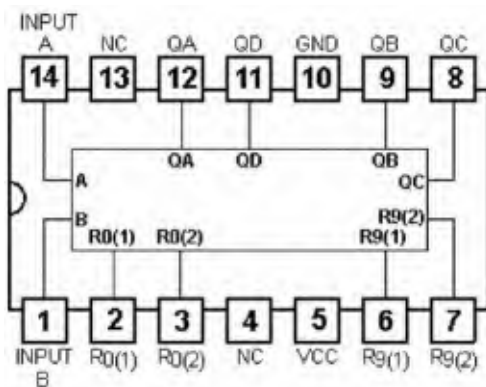 INPUT
A NC QA QD GND QB QC
14 13 12 11 10 9 8
QA QD QB
A QC
B R9(2)
R0(1) R0(2) R9(1)
1 2 3 4 5 6 7
INPUT R0(1) R0(2) NC VCC R9(1) R9(2)
B